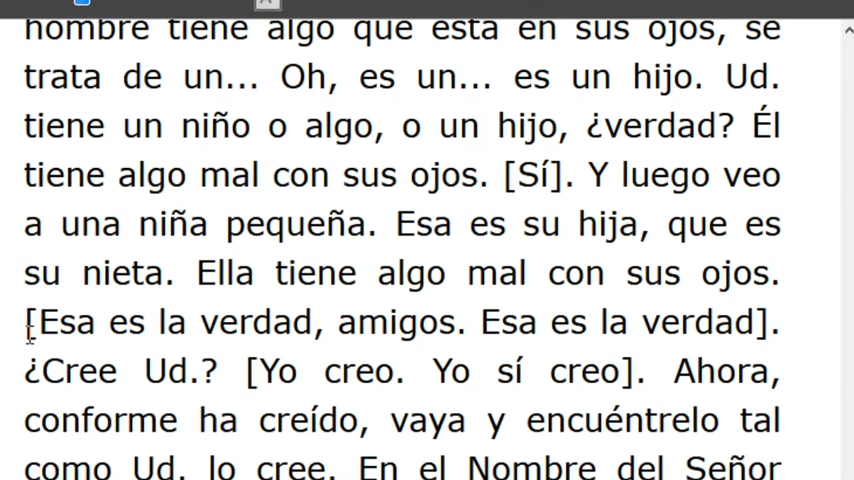 hombre tiene algo que está en sus ojos, se
trata de un... Oh, es un... es un hijo. Ud.
tiene un niño o algo, o un hijo, ¿verdad? Él
tiene algo mal con sus ojos. [Sí]. Y luego veo
a una niña pequeña. Esa es su hija, que es
su nieta. Ella tiene algo mal con sus ojos.
[Esa es la verdad, amigos. Esa es la verdad].
¿Cree Ud.? [Yo creo. Yo sí creo]. Ahora,
conforme ha creído, vaya y encuéntrelo tal
como Ud. lo cree. En el Nombre del Señor